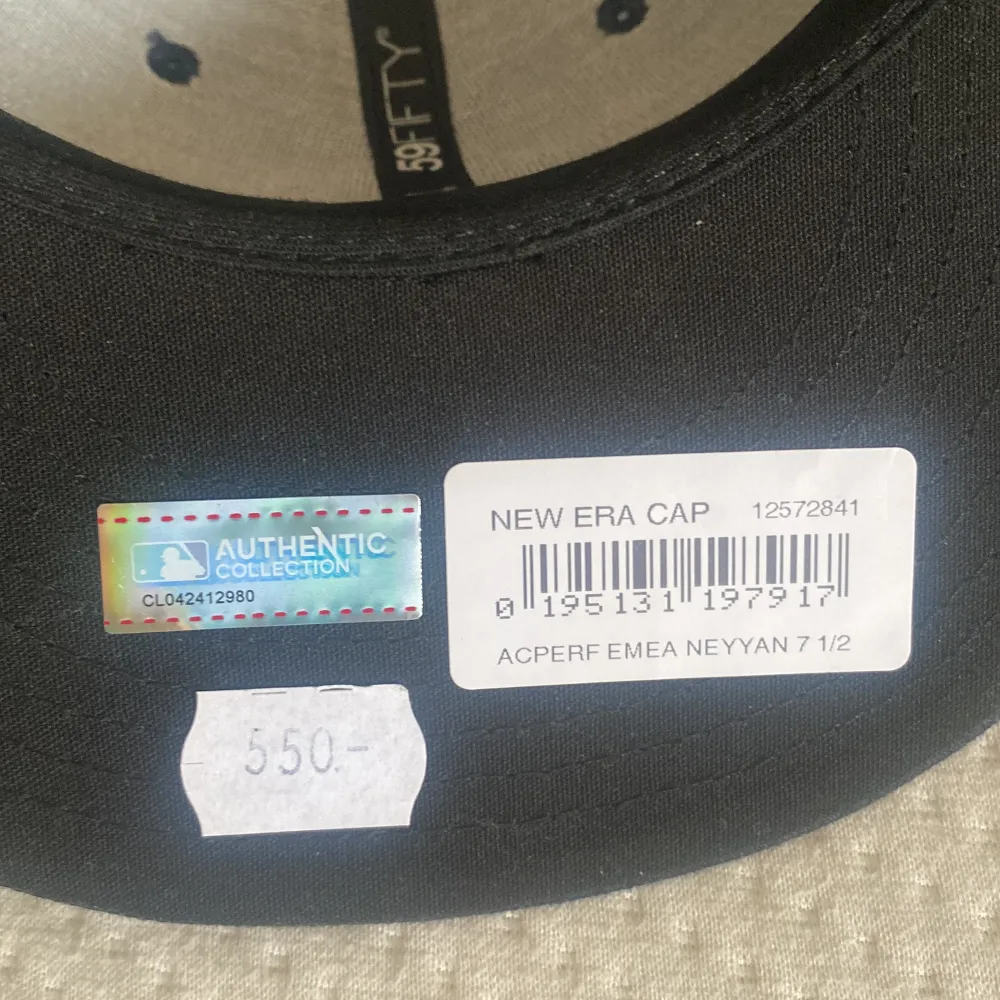 59FIFTY
AUTHENTIC
COLLECTION
CL042412980
NEW ERA CAP 12572841
0 195131 197917
ACPERF EMEA NEYYAN 7 1/2
550.-